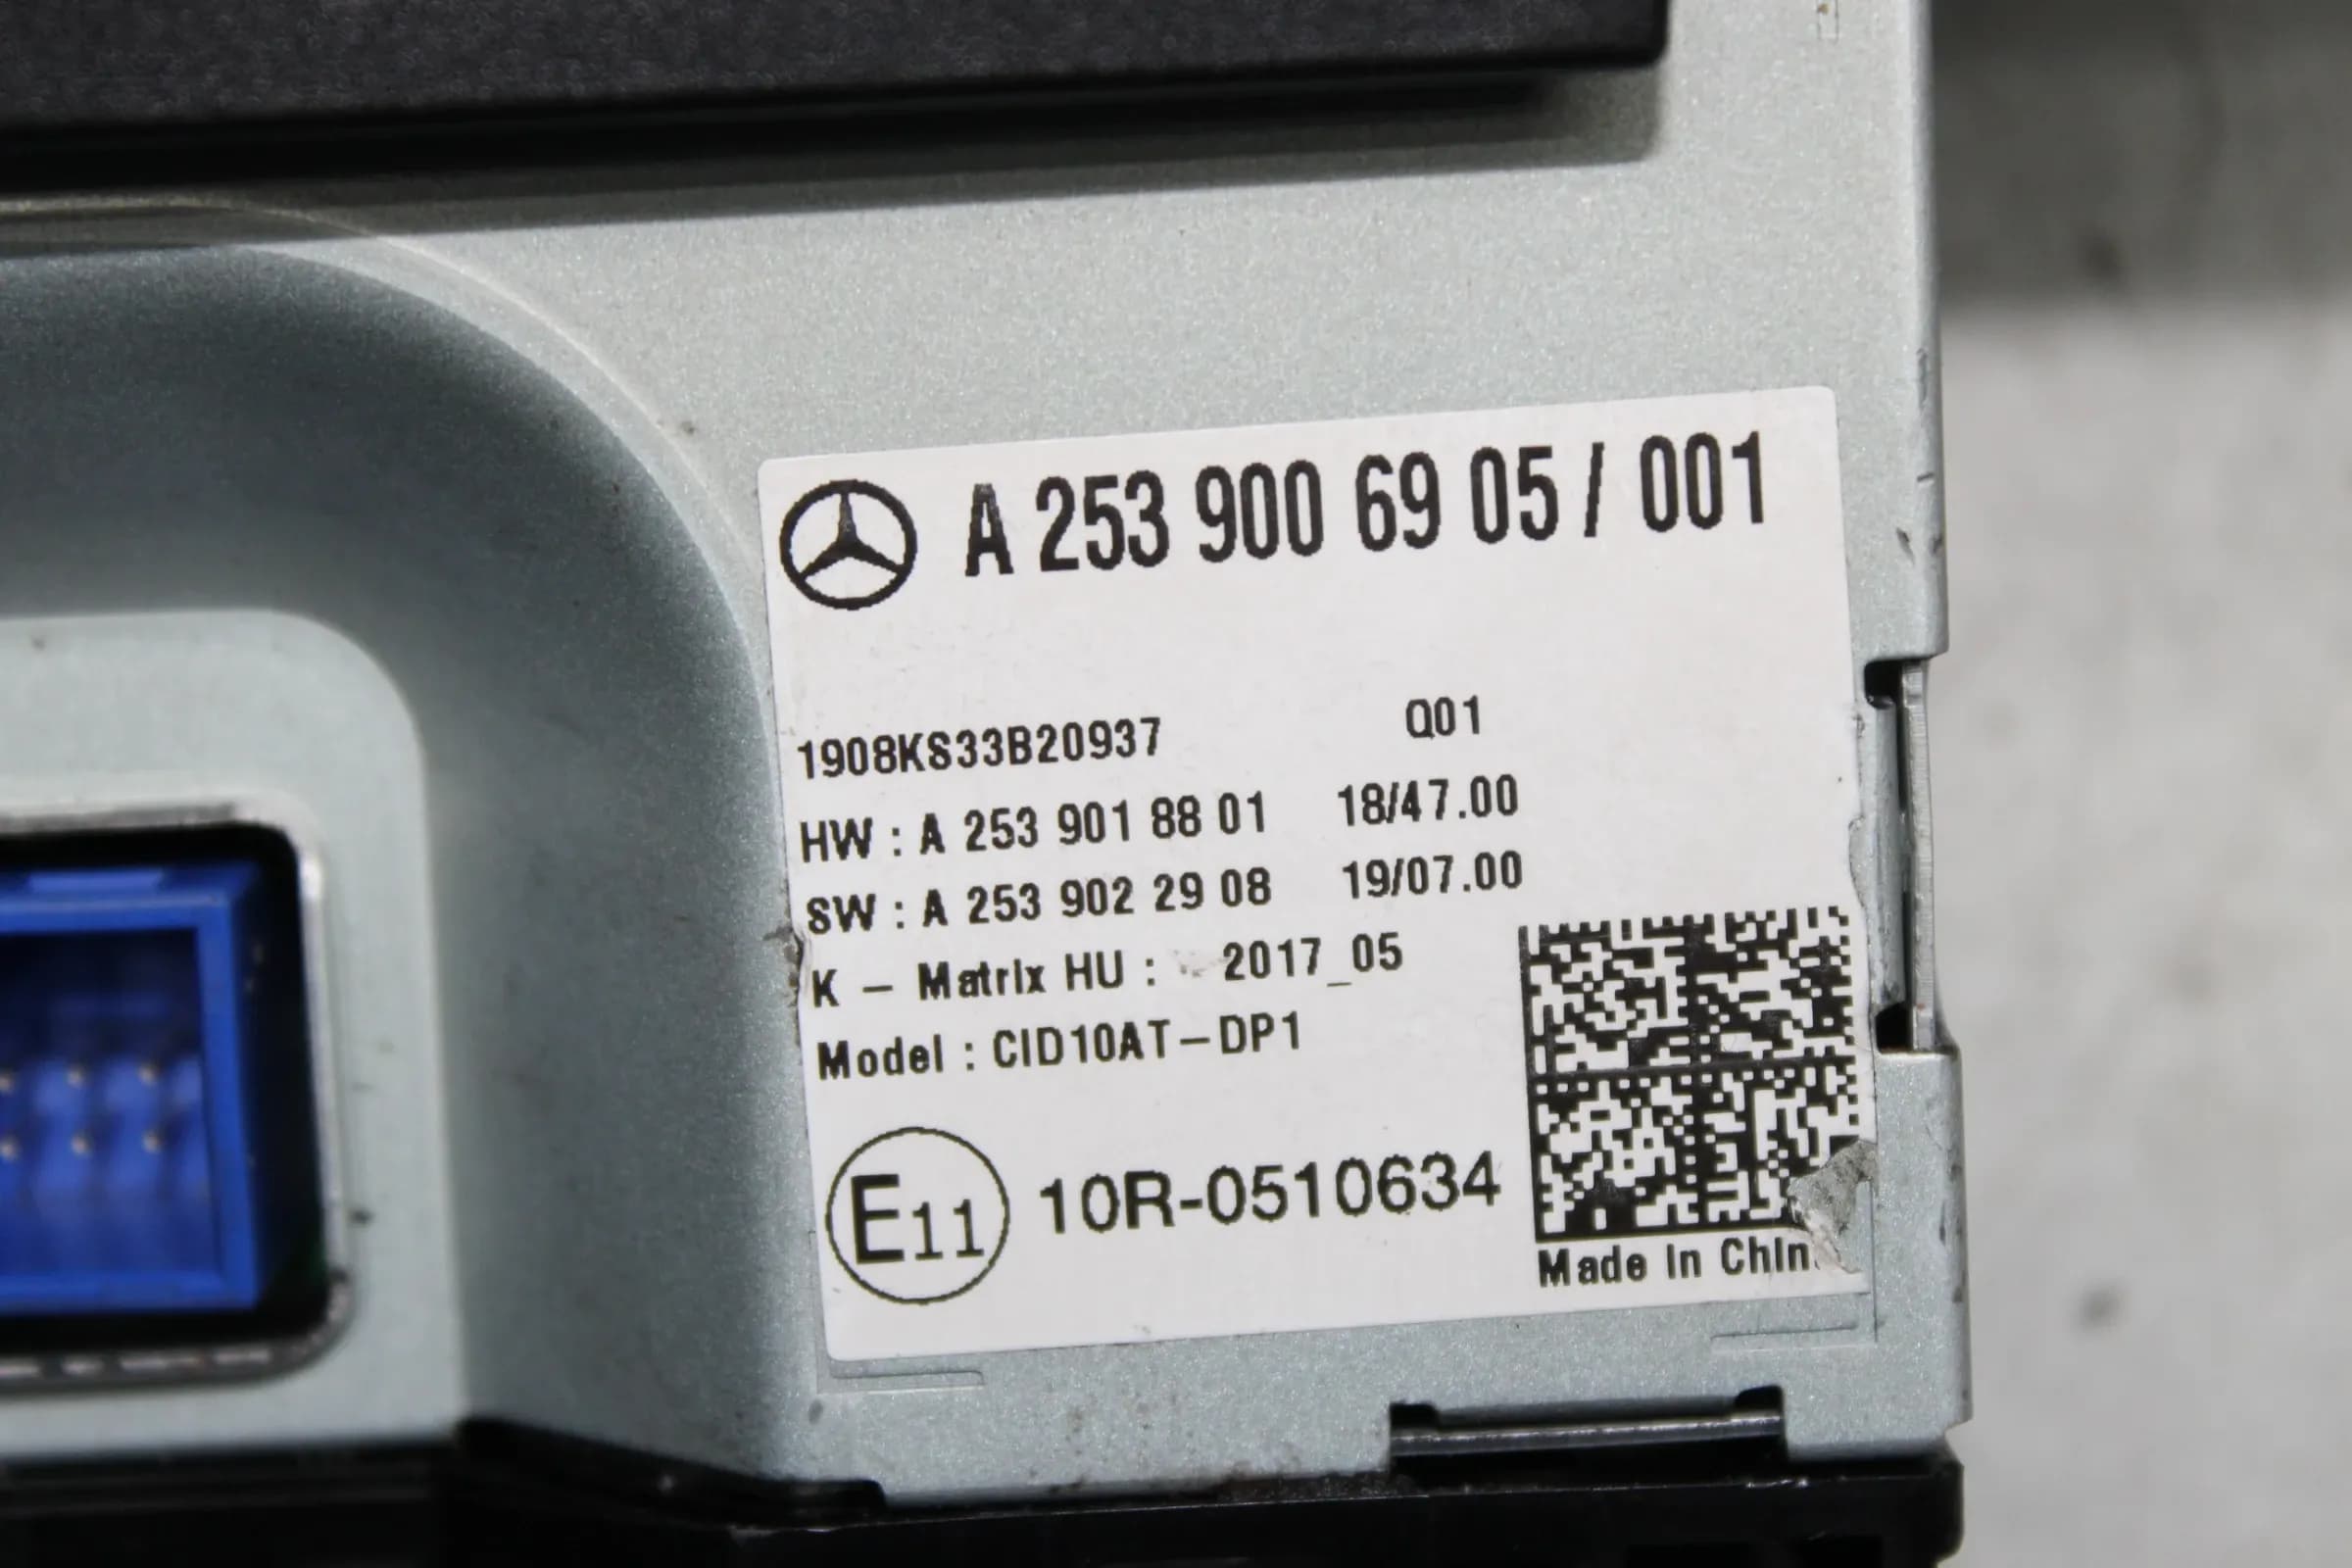 A 253 900 69 05 / 001
1908KS33B20937 Q01
HW : A 253 901 88 01 18/47.00
SW : A 253 902 29 08 19/07.00
K - Matrix HU : 2017_05
Model : CID10AT-DP1
E11 10R-0510634
Made In Chin